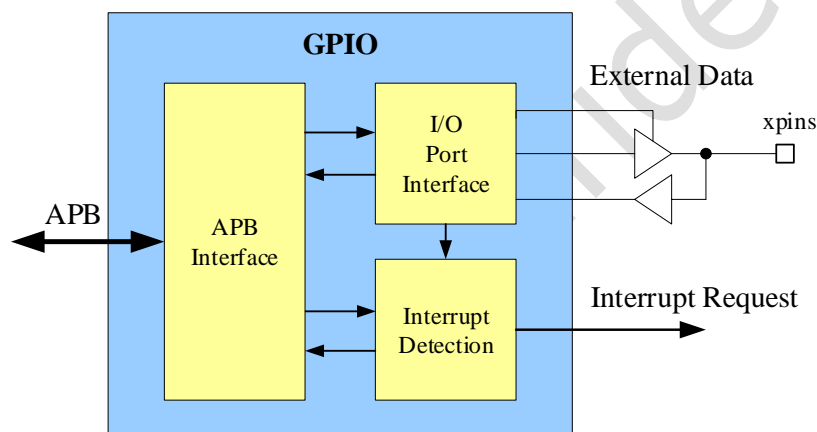 GPIO
External Data
xpins
I/O
Port
Interface
APB
APB
Interface
Interrupt Request
Interrupt
Detection